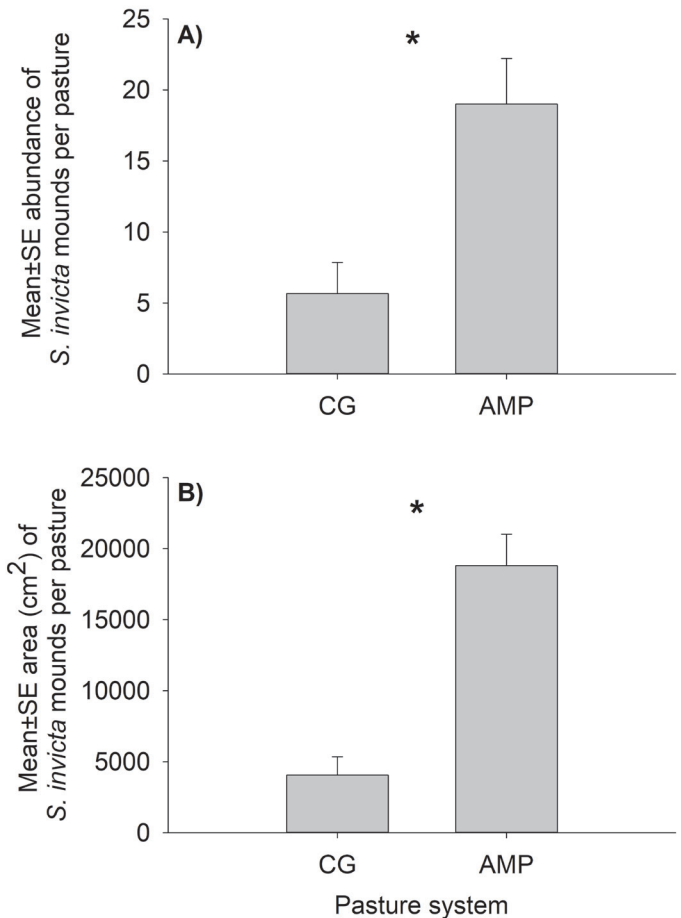 A)
*
Mean±SE abundance of
S. invicta mounds per pasture
25
20
15
10
5
0
CG AMP
B)
*
Mean±SE area (cm²) of
S. invicta mounds per pasture
25000
20000
15000
10000
5000
0
CG AMP
Pasture system